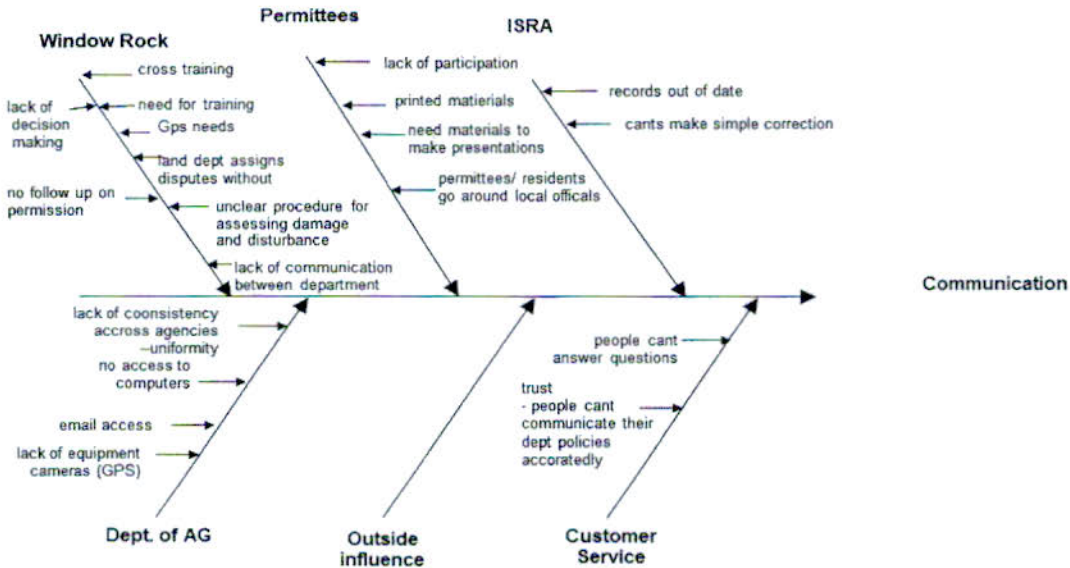 Permittees
ISRA
Window Rock
cross training
lack of
decision
making
need for training
Gps needs
land dept assigns
disputes without
no follow up on
permission
unclear procedure for
assessing damage
and disturbance
lack of communication
between department
lack of participation
printed matierials
need materials to
make presentations
permittees/ residents
go around local officals
records out of date
cants make simple correction
Communication
lack of coonsistency
accross agencies
–uniformity
no access to
computers
email access
lack of equipment
cameras (GPS)
people cant
answer questions
trust
- people cant
communicate their
dept policies
accoratedly
Dept. of AG
Outside
influence
Customer
Service